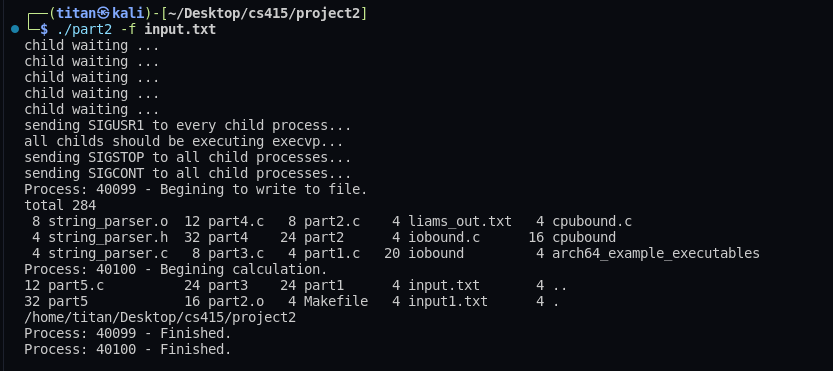 ┌──(titan㉿kali)-[~/Desktop/cs415/project2]
└─$ ./part2 -f input.txt
child waiting ...
child waiting ...
child waiting ...
child waiting ...
child waiting ...
sending SIGUSR1 to every child process...
all childs should be executing execvp...
sending SIGSTOP to all child processes...
sending SIGCONT to all child processes...
Process: 40099 - Begining to write to file.
total 284
 8 string_parser.o  12 part4.c   8 part2.c    4 liams_out.txt   4 cpubound.c
 4 string_parser.h  32 part4    24 part2      4 iobound.c      16 cpubound
 4 string_parser.c   8 part3.c   4 part1.c   20 iobound         4 arch64_example_executables
Process: 40100 - Begining calculation.
12 part5.c          24 part3    24 part1      4 input.txt       4 ..
32 part5            16 part2.o   4 Makefile   4 input1.txt      4 .
/home/titan/Desktop/cs415/project2
Process: 40099 - Finished.
Process: 40100 - Finished.